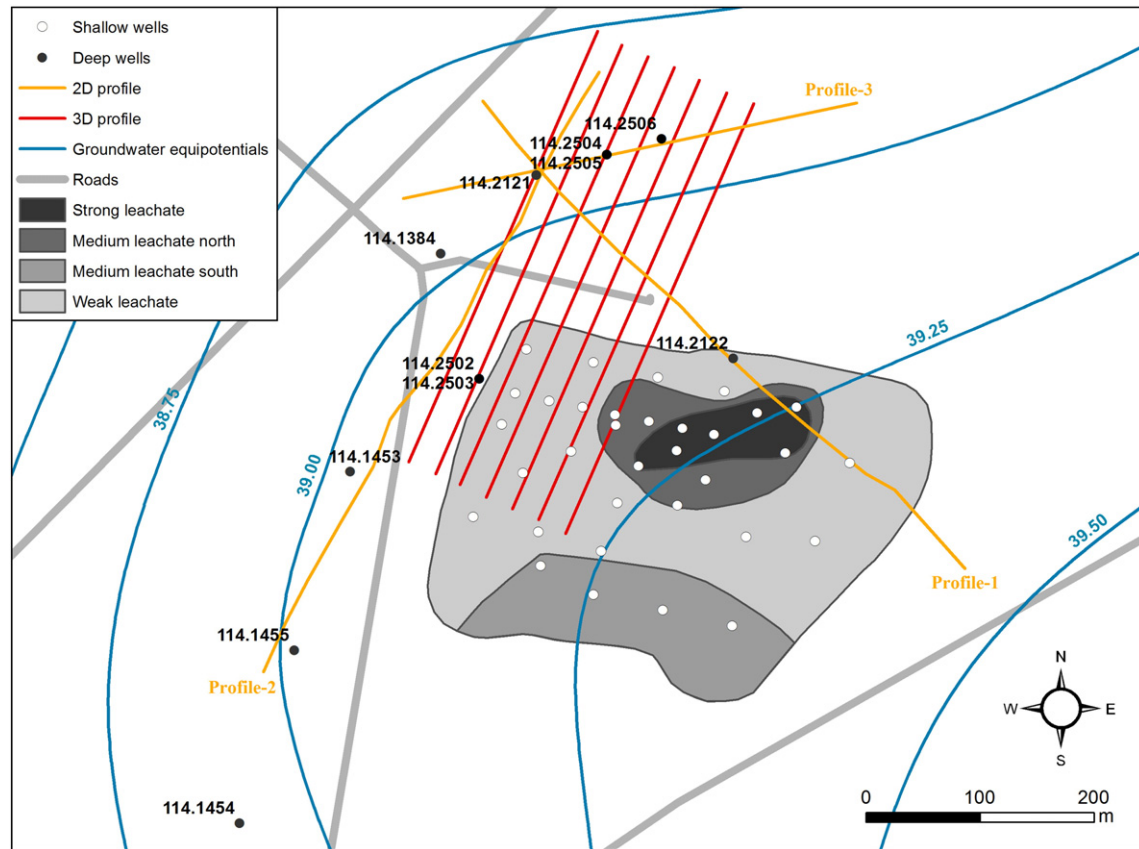 Shallow wells
Deep wells
2D profile
3D profile
Groundwater equipotentials
Roads
Strong leachate
Medium leachate north
Medium leachate south
Weak leachate
Profile-3
114.2506
114.2504
114.2505
114.2121
114.1384
39.25
114.2122
114.2502
114.2503
38.75
39.00
114.1453
39.50
Profile-1
114.1455
Profile-2
N
W
E
S
114.1454
0 100 200
m